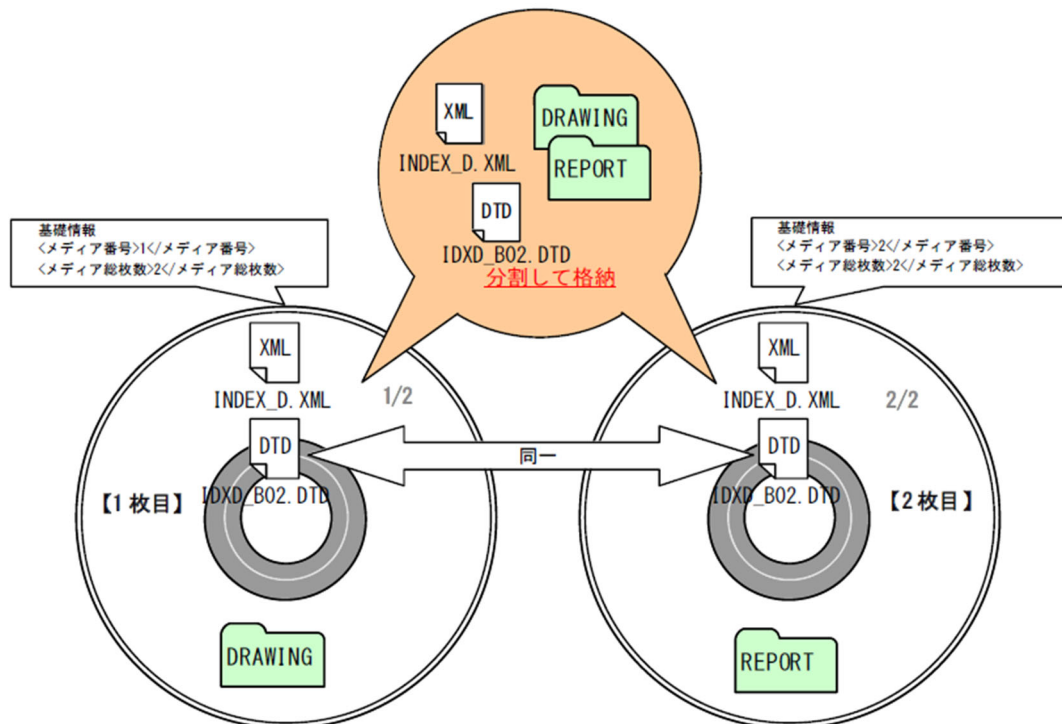 XML
INDEX_D.XML
DRAWING
REPORT
DTD
IDXD_B02.DTD
分割して格納
基礎情報
<メディア番号>1</メディア番号>
<メディア総枚数>2</メディア総枚数>
基礎情報
<メディア番号>2</メディア番号>
<メディア総枚数>2</メディア総枚数>
XML
INDEX_D.XML
1/2
DTD
IDXD_B02.DTD
【1枚目】
DRAWING
同一
XML
INDEX_D.XML
2/2
DTD
IDXD_B02.DTD
【2枚目】
REPORT